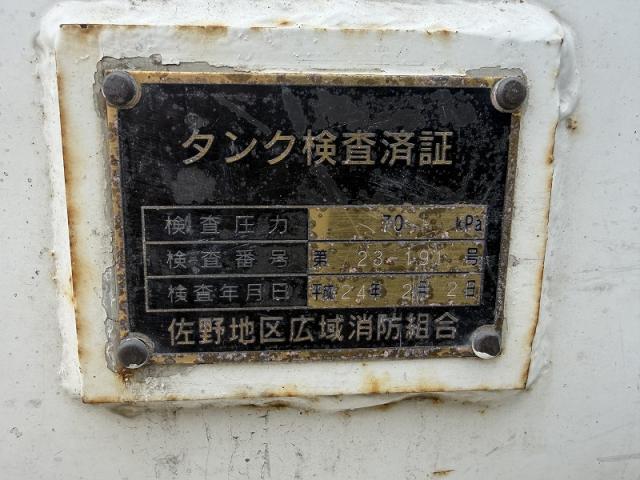 タンク検査済証
検査圧力 70 kPa
検査番号 第 23-191 号
検査年月日 平成24年 2月 2日
佐野地区広域消防組合